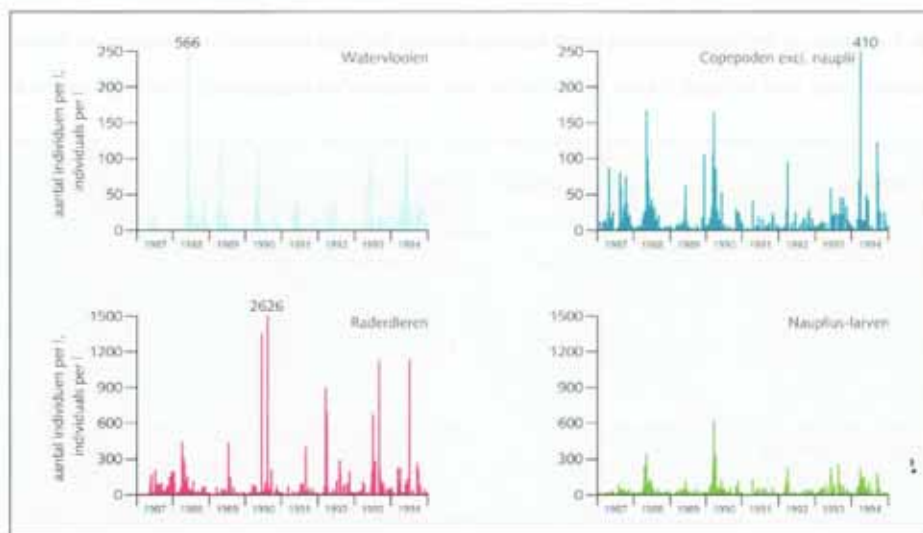 566
Watervlooien
250
200
150
100
50
0
aantal individuen per l,
individuals per l
1987 1988 1989 1990 1991 1992 1993 1994
410
Copepoden excl. nauplii
250
200
150
100
50
0
1987 1988 1989 1990 1991 1992 1993 1994
2626
Raderdieren
1500
1200
900
600
300
0
aantal individuen per l,
individuals per l
1987 1988 1989 1990 1991 1992 1993 1994
Nauplius-larven
1500
1200
900
600
300
0
1987 1988 1989 1990 1991 1992 1993 1994